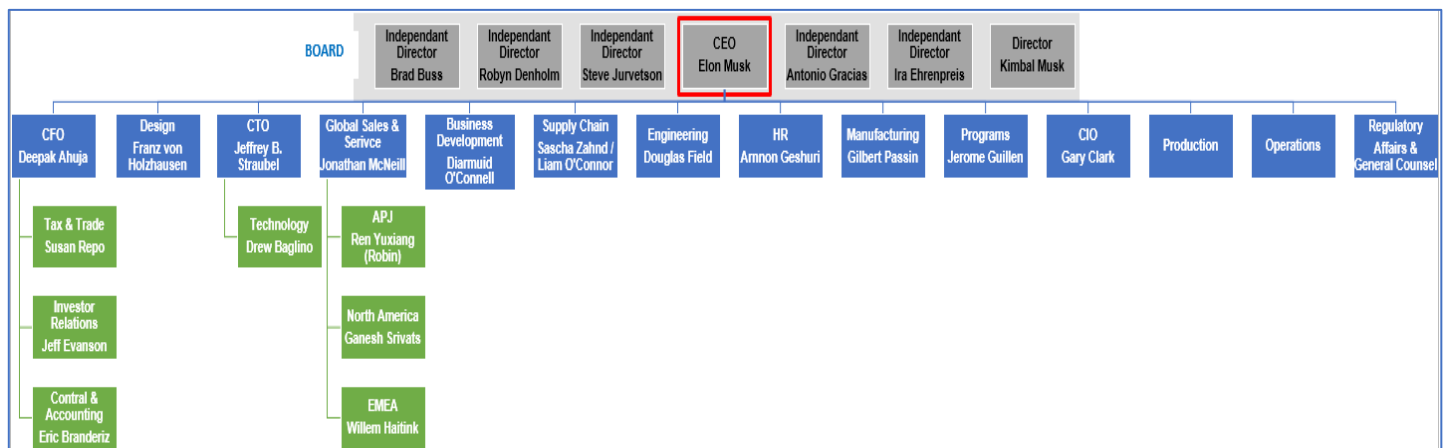 BOARD
Independant
Director
Brad Buss
Independant
Director
Robyn Denholm
Independant
Director
Steve Jurvetson
CEO
Elon Musk
Independant
Director
Antonio Gracias
Independant
Director
Ira Ehrenpreis
Director
Kimbal Musk
CFO
Deepak Ahuja
Design
Franz von
Holzhausen
CTO
Jeffrey B.
Straubel
Global Sales &
Serivce
Jonathan McNeill
Business
Development
Diarmuid
O'Connell
Supply Chain
Sascha Zahnd /
Liam O'Connor
Engineering
Douglas Field
HR
Arnnon Geshuri
Manufacturing
Gilbert Passin
Programs
Jerome Guillen
CIO
Gary Clark
Production
Operations
Regulatory
Affairs &
General Counsel
Tax & Trade
Susan Repo
Investor
Relations
Jeff Evanson
Contral &
Accounting
Eric Branderiz
Technology
Drew Baglino
APJ
Ren Yuxiang
(Robin)
North America
Ganesh Srivats
EMEA
Willem Haitink